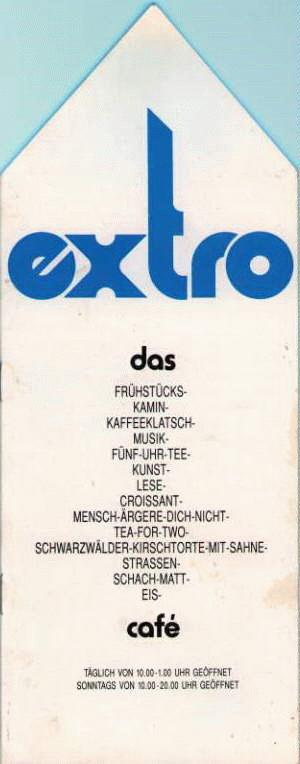 extro
das
FRÜHSTÜCKS-
KAMIN-
KAFFEEKLATSCH-
MUSIK-
FÜNF-UHR-TEE-
KUNST-
LESE-
CROISSANT-
MENSCH-ÄRGERE-DICH-NICHT-
TEA-FOR-TWO-
SCHWARZWÄLDER-KIRSCHTORTE-MIT-SAHNE-
STRASSEN-
SCHACH-MATT-
EIS-
café
TÄGLICH VON 10.00-1.00 UHR GEÖFFNET
SONNTAGS VON 10.00-20.00 UHR GEÖFFNET